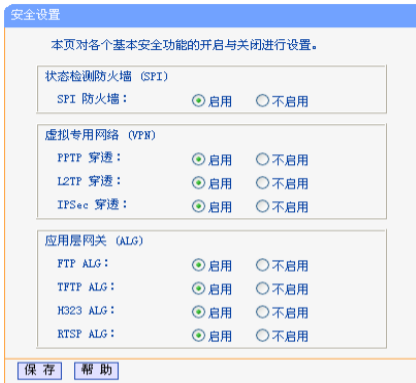 安全设置
本页对各个基本安全功能的开启与关闭进行设置。
状态检测防火墙 (SPI)
SPI 防火墙： 启用 不启用
虚拟专用网络 (VPN)
PPTP 穿透： 启用 不启用
L2TP 穿透： 启用 不启用
IPSec 穿透： 启用 不启用
应用层网关 (ALG)
FTP ALG： 启用 不启用
TFTP ALG： 启用 不启用
H323 ALG： 启用 不启用
RTSP ALG： 启用 不启用
保存 帮助